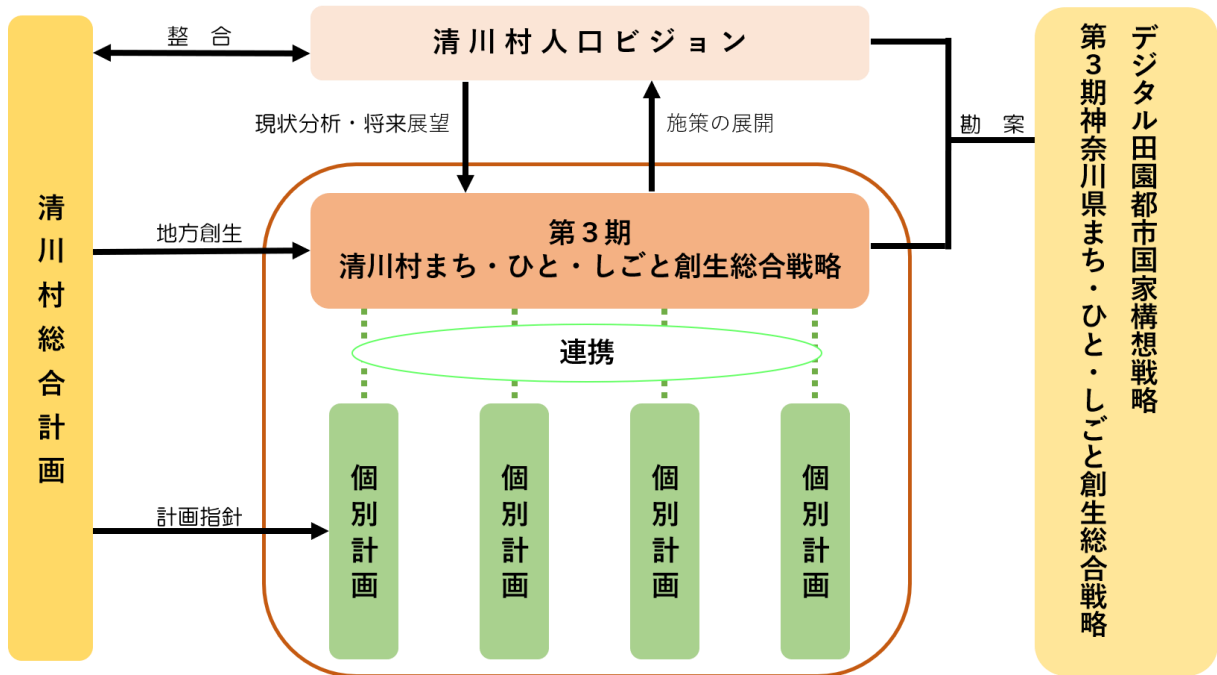 清川村総合計画
整　合
清川村人口ビジョン
現状分析・将来展望
施策の展開
勘　案
デジタル田園都市国家構想戦略
第３期神奈川県まち・ひと・しごと創生総合戦略
地方創生
第３期
清川村まち・ひと・しごと創生総合戦略
連携
計画指針
個別計画
個別計画
個別計画
個別計画